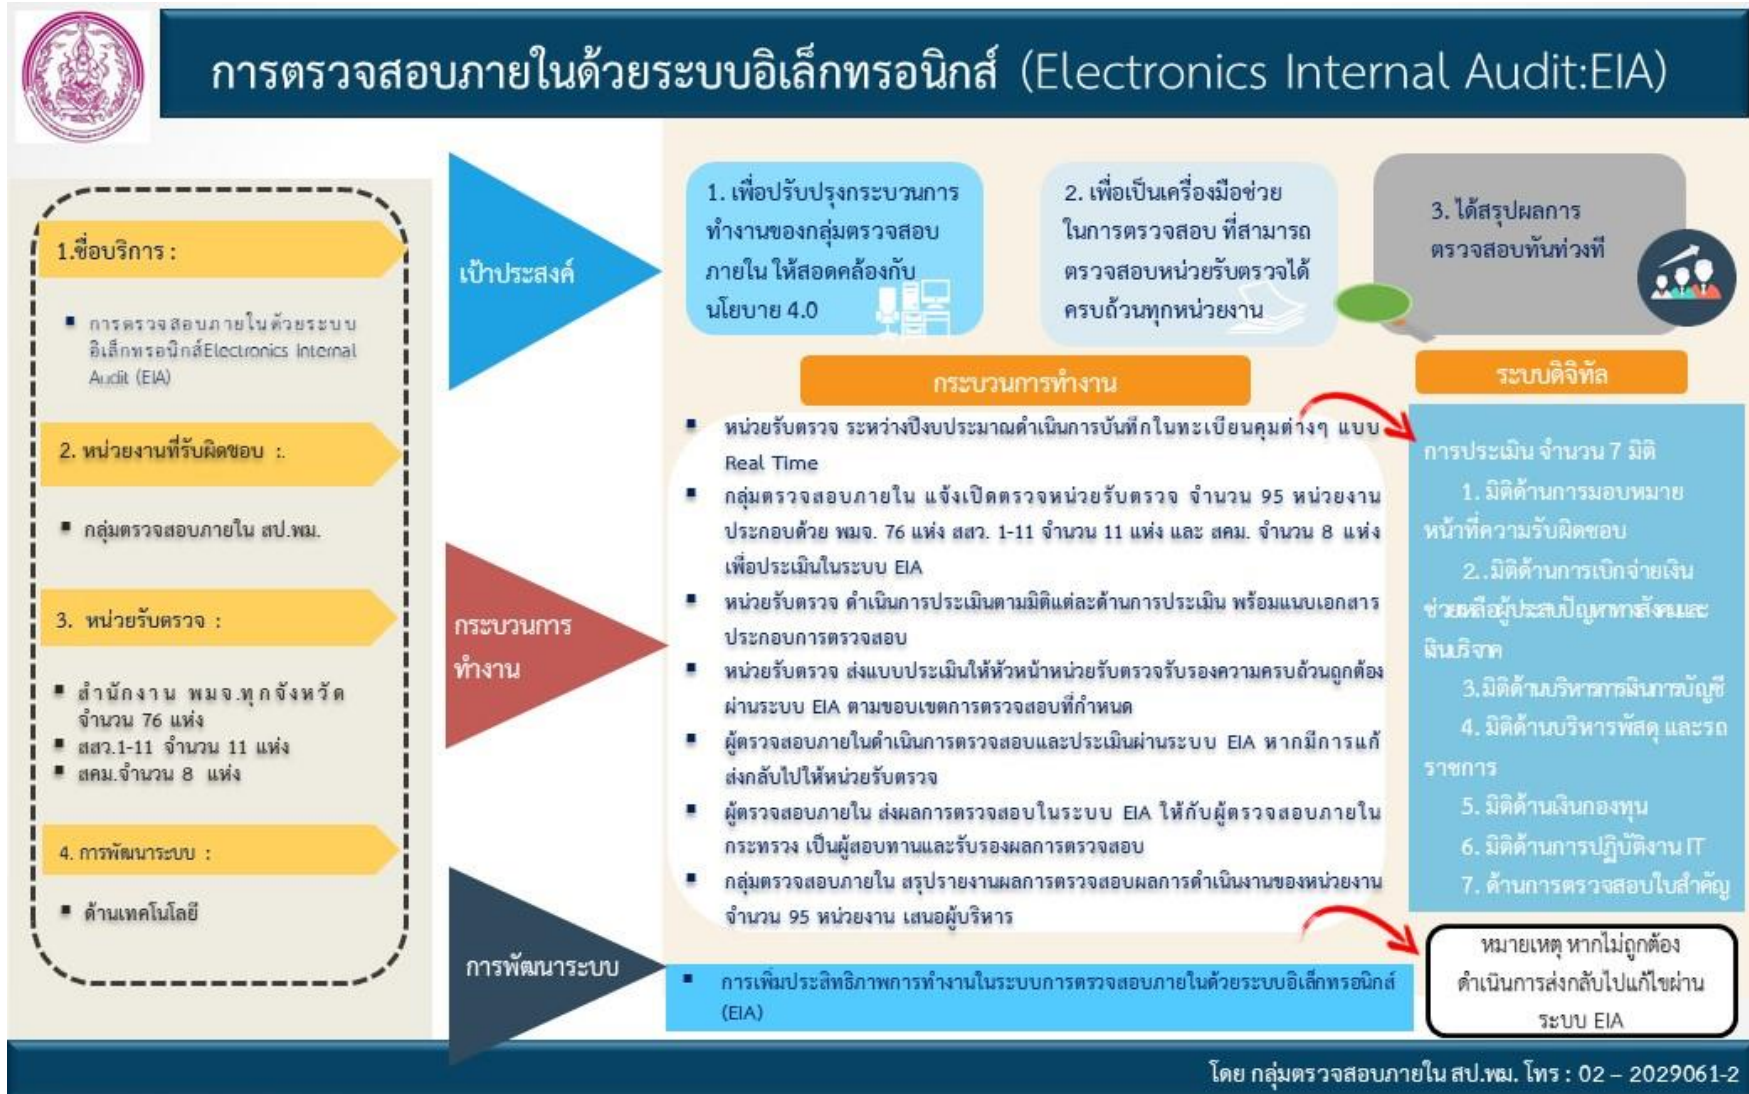 การตรวจสอบภายในด้วยระบบอิเล็กทรอนิกส์ (Electronics Internal Audit:EIA)
1.ชื่อบริการ :
การตรวจสอบภายในด้วยระบบ
อิเล็กทรอนิกส์Electronics Internal
Audit (EIA)
2. หน่วยงานที่รับผิดชอบ :.
กลุ่มตรวจสอบภายใน สป.พม.
3. หน่วยรับตรวจ :
สำนักงาน พมจ.ทุกจังหวัด
จำนวน 76 แห่ง
สสว.1-11 จำนวน 11 แห่ง
สคม.จำนวน 8 แห่ง
4. การพัฒนาระบบ :
ด้านเทคโนโลยี
เป้าประสงค์
1. เพื่อปรับปรุงกระบวนการ
ทำงานของกลุ่มตรวจสอบ
ภายใน ให้สอดคล้องกับ
นโยบาย 4.0
2. เพื่อเป็นเครื่องมือช่วย
ในการตรวจสอบ ที่สามารถ
ตรวจสอบหน่วยรับตรวจได้
ครบถ้วนทุกหน่วยงาน
3. ได้สรุปผลการ
ตรวจสอบทันท่วงที
กระบวนการ
ทำงาน
กระบวนการทำงาน
หน่วยรับตรวจ ระหว่างปีงบประมาณดำเนินการบันทึกในทะเบียนคุมต่างๆ แบบ
Real Time
กลุ่มตรวจสอบภายใน แจ้งเปิดตรวจหน่วยรับตรวจ จำนวน 95 หน่วยงาน
ประกอบด้วย พมจ. 76 แห่ง สสว. 1-11 จำนวน 11 แห่ง และ สคม. จำนวน 8 แห่ง
เพื่อประเมินในระบบ EIA
หน่วยรับตรวจ ดำเนินการประเมินตามมิติแต่ละด้านการประเมิน พร้อมแนบเอกสาร
ประกอบการตรวจสอบ
หน่วยรับตรวจ ส่งแบบประเมินให้หัวหน้าหน่วยรับตรวจรับรองความครบถ้วนถูกต้อง
ผ่านระบบ EIA ตามขอบเขตการตรวจสอบที่กำหนด
ผู้ตรวจสอบภายในดำเนินการตรวจสอบและประเมินผ่านระบบ EIA หากมีการแก้
ส่งกลับไปให้หน่วยรับตรวจ
ผู้ตรวจสอบภายใน ส่งผลการตรวจสอบในระบบ EIA ให้กับผู้ตรวจสอบภายใน
กระทรวง เป็นผู้สอบทานและรับรองผลการตรวจสอบ
กลุ่มตรวจสอบภายใน สรุปรายงานผลการตรวจสอบผลการดำเนินงานของหน่วยงาน
จำนวน 95 หน่วยงาน เสนอผู้บริหาร
ระบบดิจิทัล
การประเมิน จำนวน 7 มิติ
1. มิติด้านการมอบหมาย
หน้าที่ความรับผิดชอบ
2..มิติด้านการเบิกจ่ายเงิน
ช่วยเหลือผู้ประสบปัญหาทางสังคมและ
เงินบริจาค
3.มิติด้านบริหารการเงินการบัญชี
4. มิติด้านบริหารพัสดุ และรถ
ราชการ
5. มิติด้านเงินกองทุน
6. มิติด้านการปฏิบัติงาน IT
7. ด้านการตรวจสอบใบสำคัญ
หมายเหตุ หากไม่ถูกต้อง
ดำเนินการส่งกลับไปแก้ไขผ่าน
ระบบ EIA
การพัฒนาระบบ
การเพิ่มประสิทธิภาพการทำงานในระบบการตรวจสอบภายในด้วยระบบอิเล็กทรอนิกส์
(EIA)
โดย กลุ่มตรวจสอบภายใน สป.พม. โทร : 02 – 2029061-2